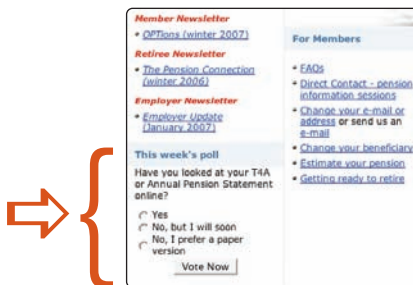 Member Newsletter
• OPTions (winter 2007)
Retiree Newsletter
• The Pension Connection
(winter 2006)
Employer Newsletter
• Employer Update
(January 2007)
This week's poll
Have you looked at your T4A
or Annual Pension Statement
online?
Yes
No, but I will soon
No, I prefer a paper
version
Vote Now
For Members
• FAQs
• Direct Contact - pension
information sessions
• Change your e-mail or
address or send us an
e-mail
• Change your beneficiary
• Estimate your pension
• Getting ready to retire